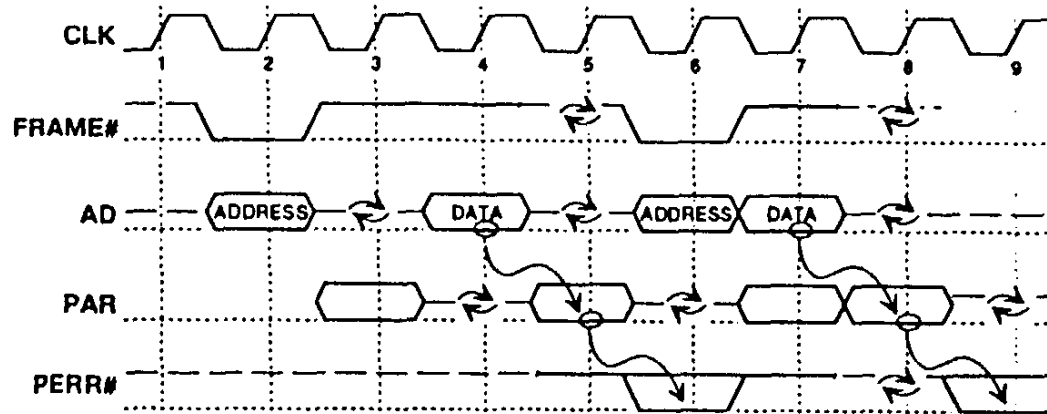 CLK
1 2 3 4 5 6 7 8 9
FRAME#
AD ADDRESS DATA ADDRESS DATA
PAR
PERR#